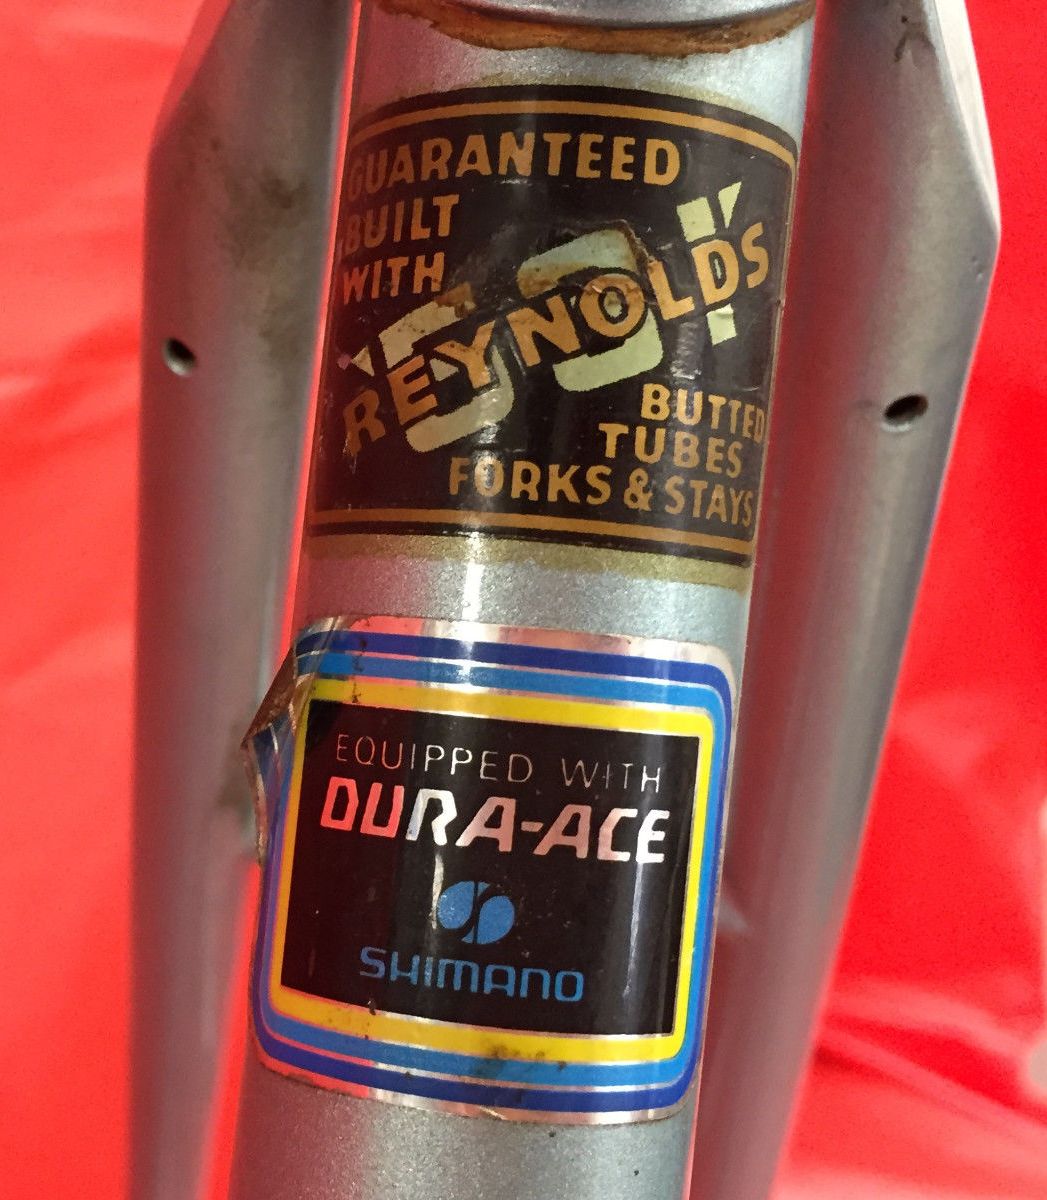 GUARANTEED
BUILT
WITH
REYNOLDS
531
BUTTED
TUBES
FORKS & STAYS
EQUIPPED WITH
DURA-ACE
SHIMANO